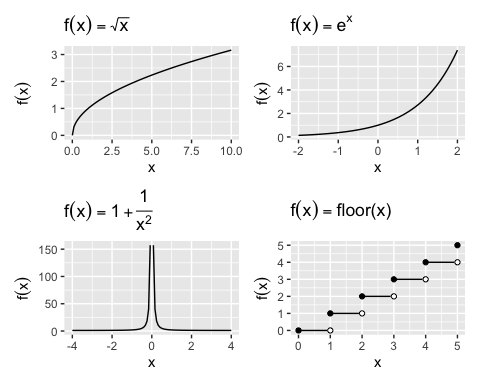 f(x) = √x
f(x)
3
2
1
0
0.0 2.5 5.0 7.5 10.0
x
f(x) = eˣ
f(x)
6
4
2
0
-2 -1 0 1 2
x
f(x) = 1 + 1/x²
f(x)
150
100
50
0
-4 -2 0 2 4
x
f(x) = floor(x)
f(x)
5
4
3
2
1
0
0 1 2 3 4 5
x